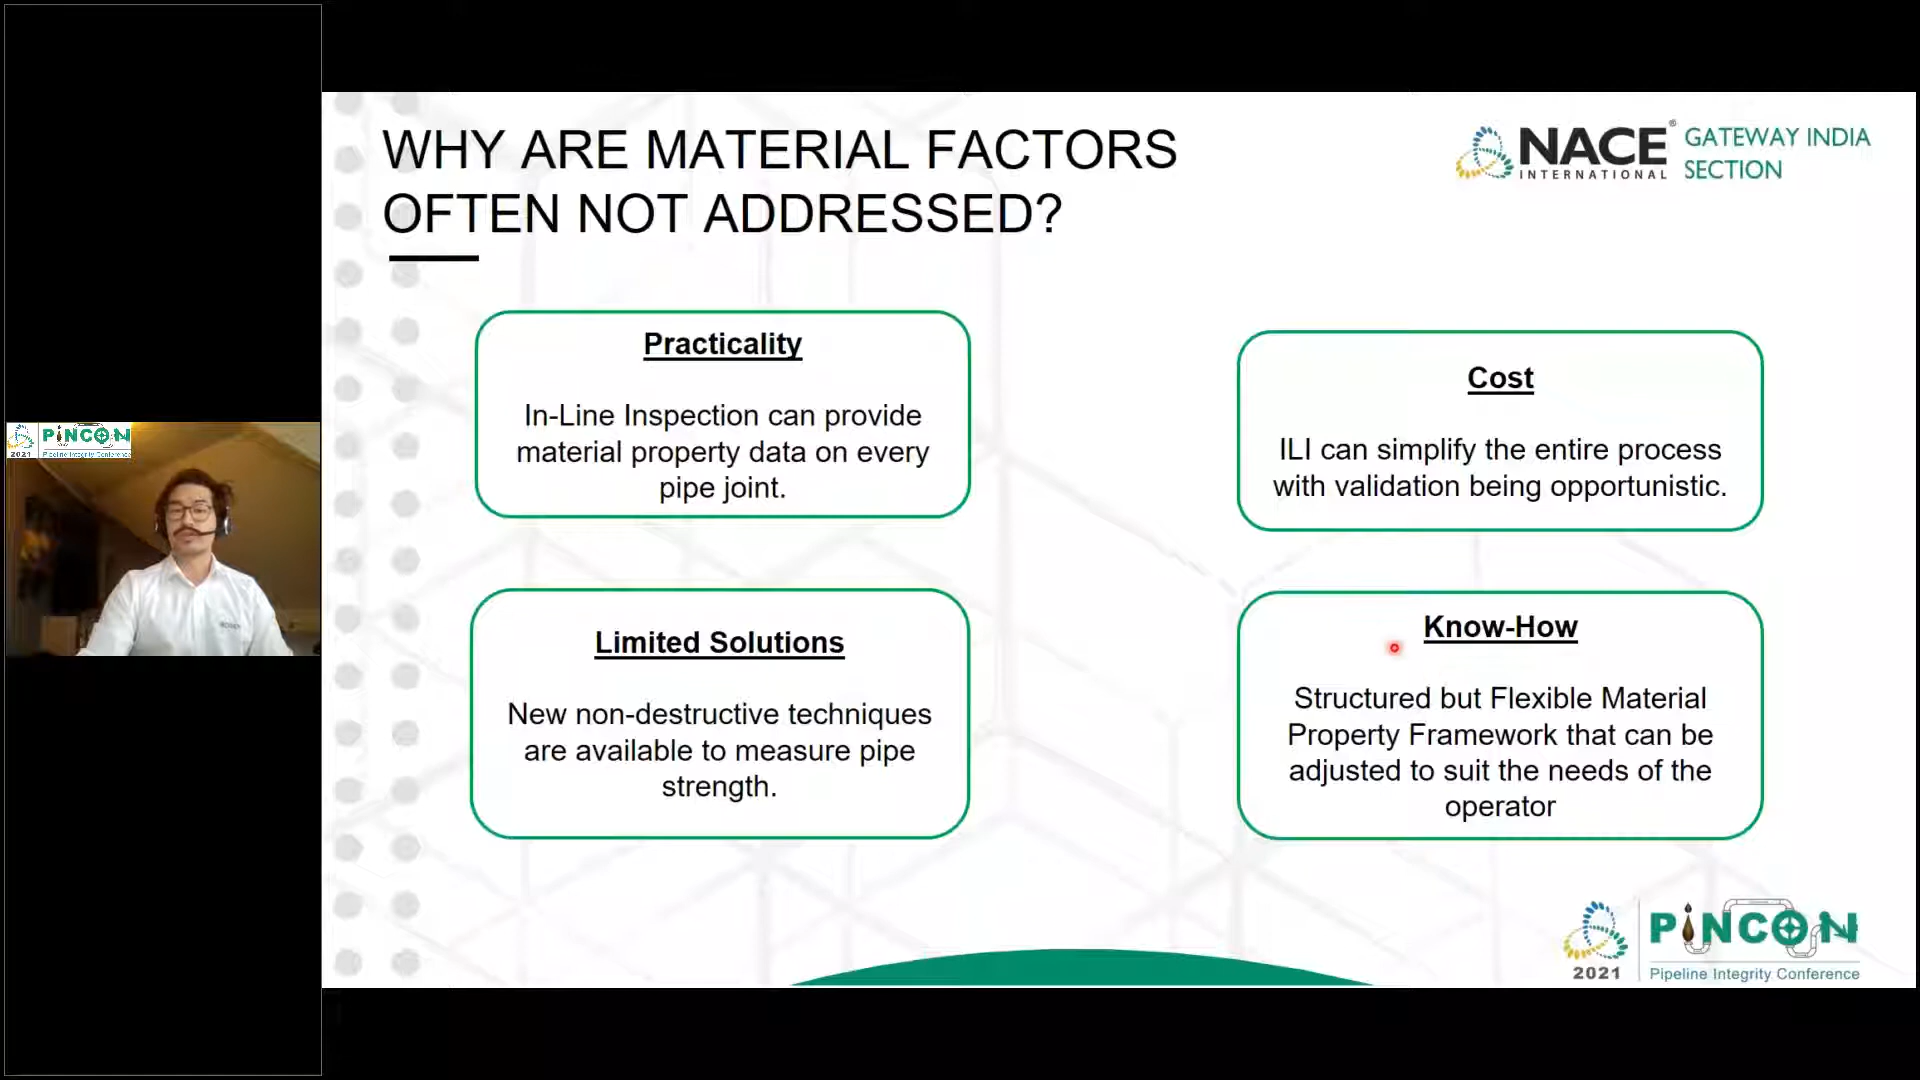 WHY ARE MATERIAL FACTORS
OFTEN NOT ADDRESSED?
NACE®
INTERNATIONAL
GATEWAY INDIA
SECTION
Practicality
In-Line Inspection can provide
material property data on every
pipe joint.
Cost
ILI can simplify the entire process
with validation being opportunistic.
Limited Solutions
New non-destructive techniques
are available to measure pipe
strength.
Know-How
Structured but Flexible Material
Property Framework that can be
adjusted to suit the needs of the
operator
PiNCON
2021
Pipeline Integrity Conference
PiNCON
2021
Pipeline Integrity Conference